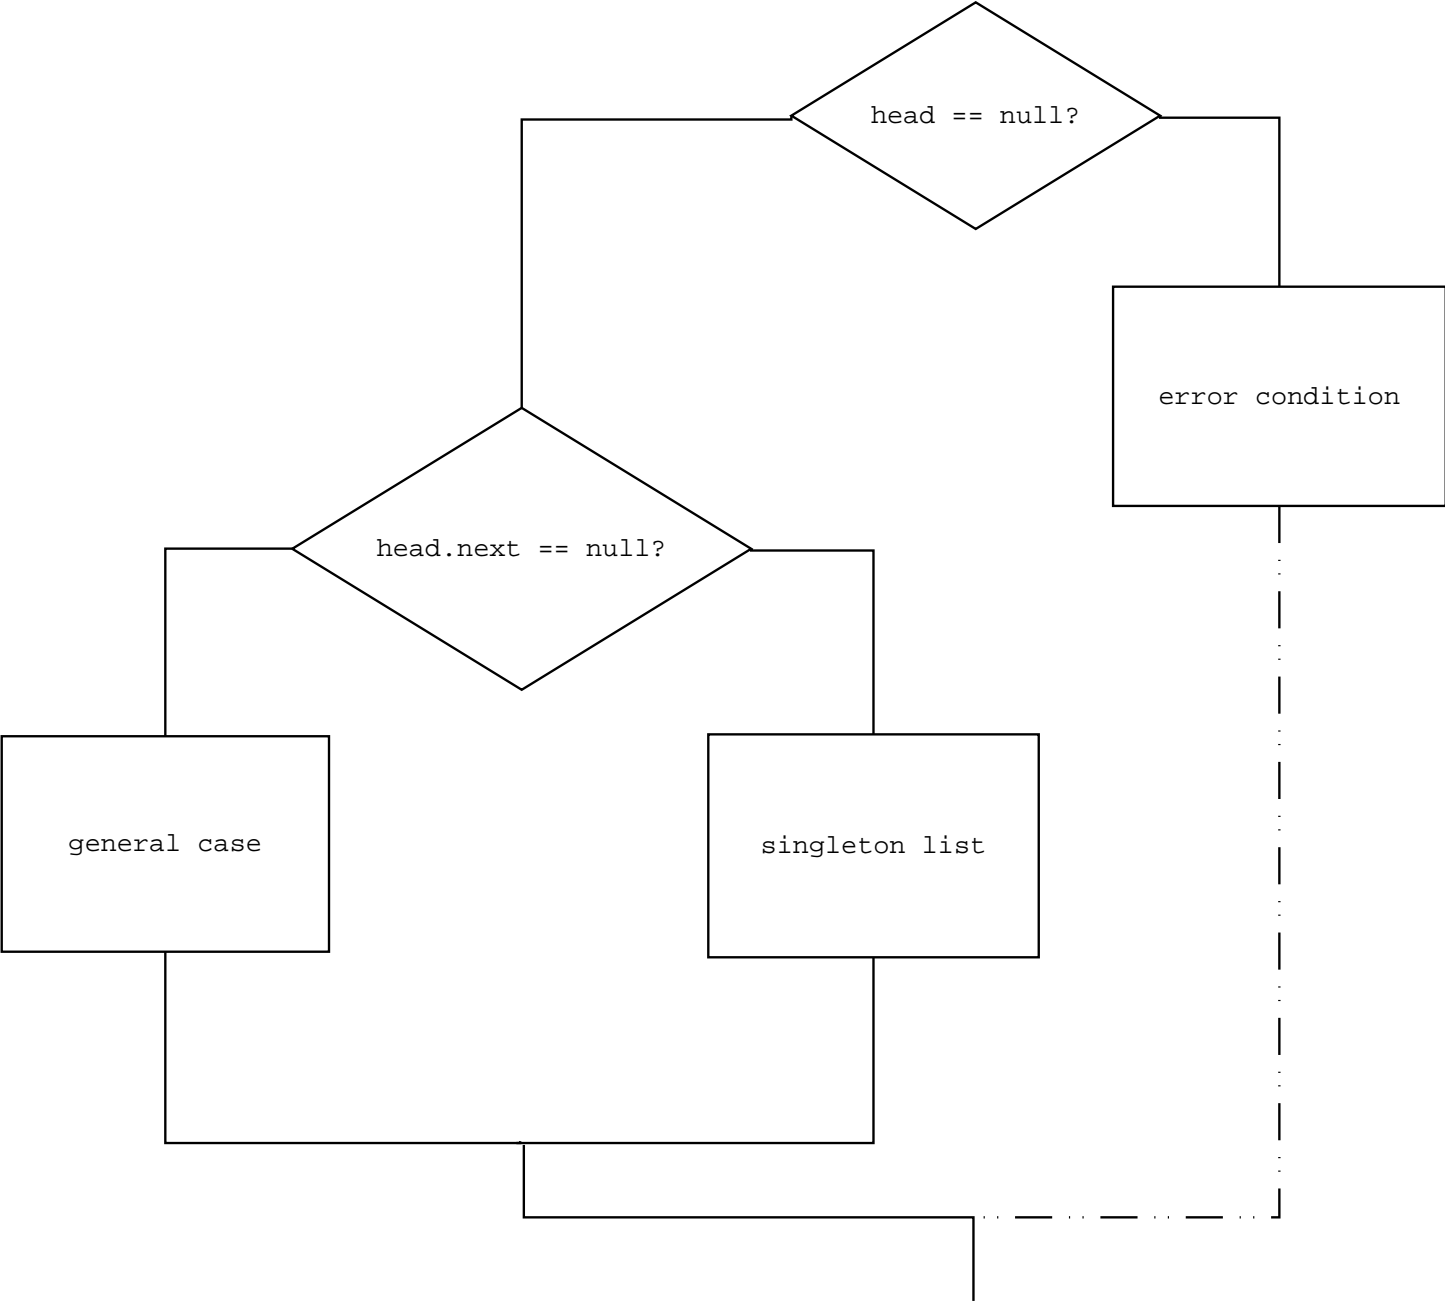 head == null?
error condition
head.next == null?
general case
singleton list